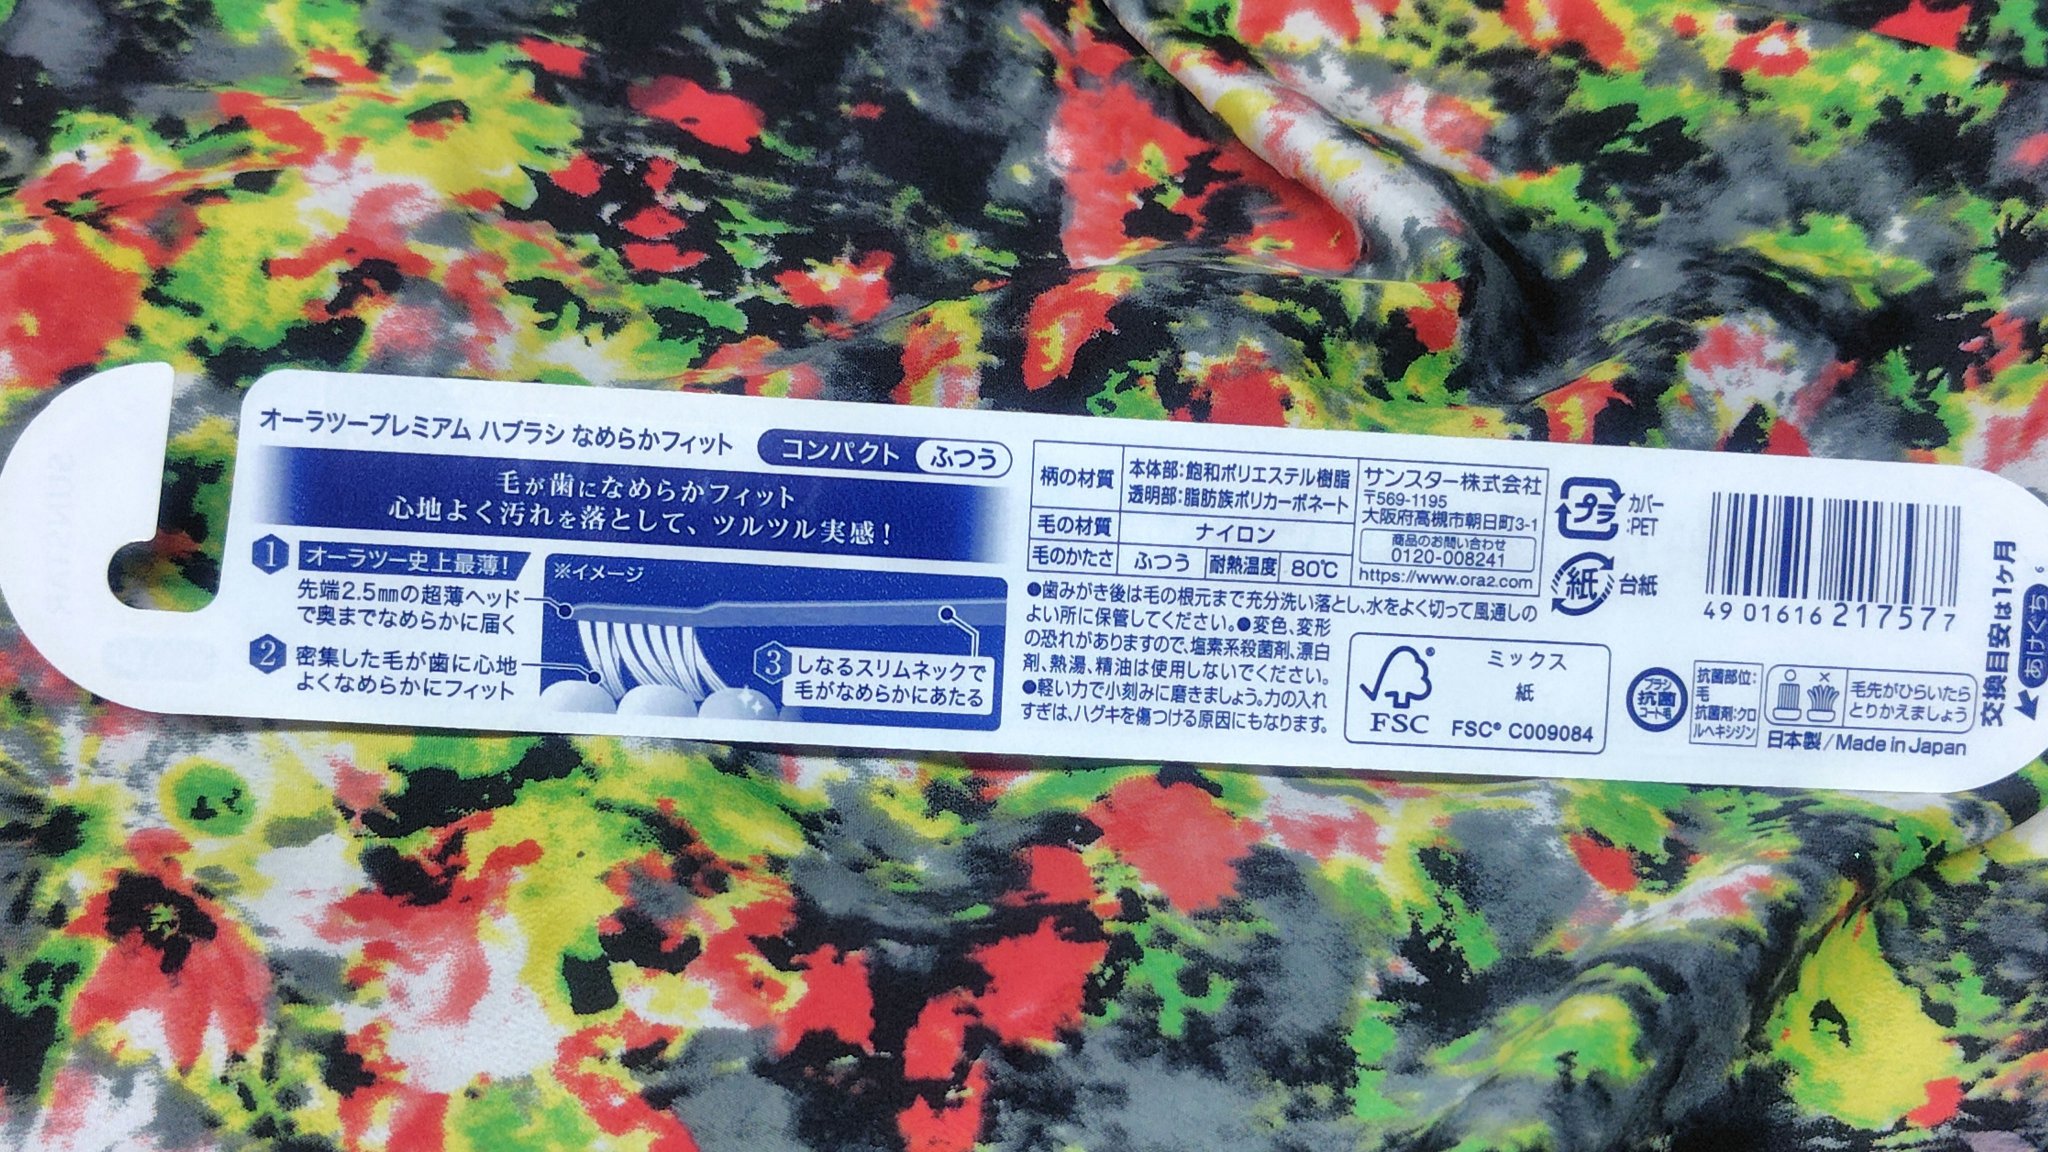 オーラツープレミアム ハブラシ なめらかフィット
コンパクト ふつう
毛が歯になめらかフィット
心地よく汚れを落として、ツルツル実感！
1 オーラツー史上最薄！
先端2.5mmの超薄ヘッド
で奥までなめらかに届く
2 密集した毛が歯に心地
よくなめらかにフィット
※イメージ
3 しなるスリムネックで
毛がなめらかにあたる
柄の材質 本体部：飽和ポリエステル樹脂
透明部：脂肪族ポリカーボネート
毛の材質 ナイロン
毛のかたさ ふつう 耐熱温度 80℃
サンスター株式会社
〒569-1195
大阪府高槻市朝日町3-1
商品のお問い合わせ
0120-008241
https://www.ora2.com
●歯みがき後は毛の根元まで充分洗い落とし、水をよく切って風通しの
よい所に保管してください。●変色、変形
の恐れがありますので、塩素系殺菌剤、漂白
剤、熱湯、精油は使用しないでください。
●軽い力で小刻みに磨きましょう。力の入れ
すぎは、ハグキを傷つける原因にもなります。
プラ カバー
:PET
紙 台紙
ミックス
紙
FSC
FSC® C009084
4901616217577
ブラシ
抗菌
コート毛
抗菌部位：
毛
抗菌剤：クロ
ルヘキシジン
毛先がひらいたら
とりかえましょう
日本製/Made in Japan
交換目安は1ヶ月
あけくち
6